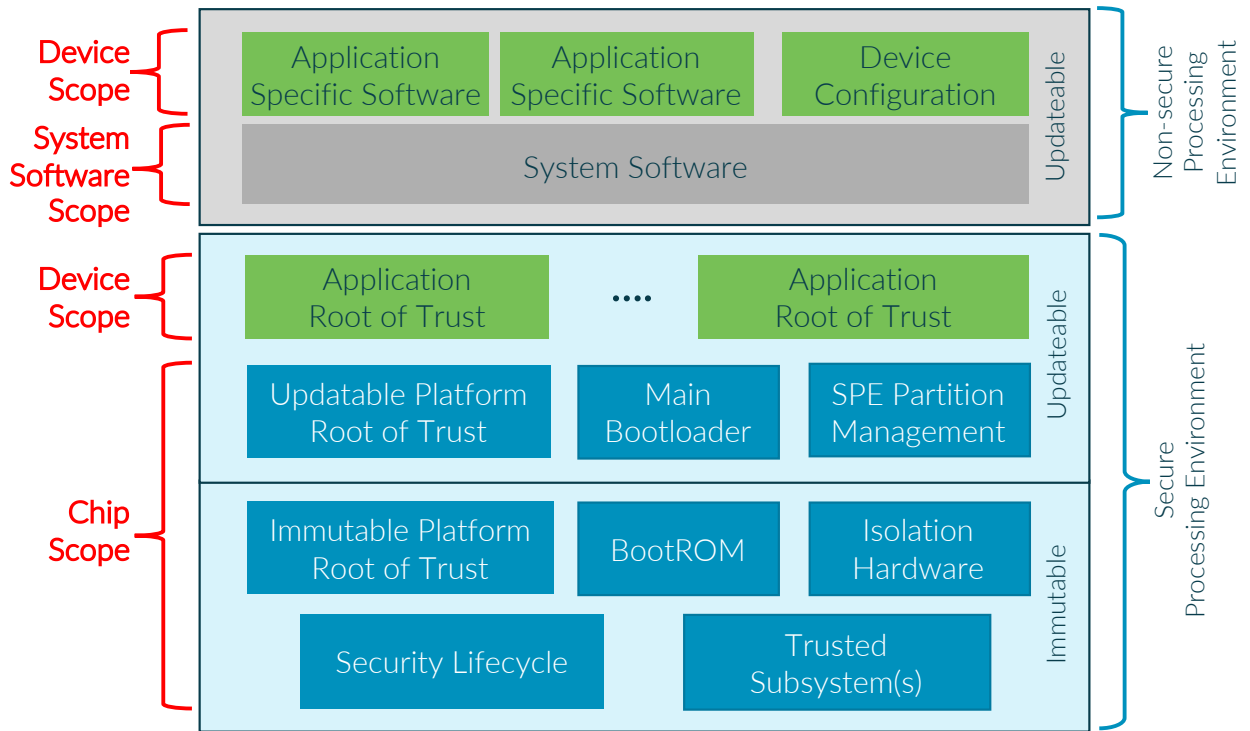 Device
Scope
Application
Specific Software
Application
Specific Software
Device
Configuration
Updateable
Non-secure
Processing
Environment
System
Software
Scope
System Software
Device
Scope
Application
Root of Trust
....
Application
Root of Trust
Updateable
Updatable Platform
Root of Trust
Main
Bootloader
SPE Partition
Management
Secure
Processing Environment
Chip
Scope
Immutable Platform
Root of Trust
BootROM
Isolation
Hardware
Immutable
Security Lifecycle
Trusted
Subsystem(s)